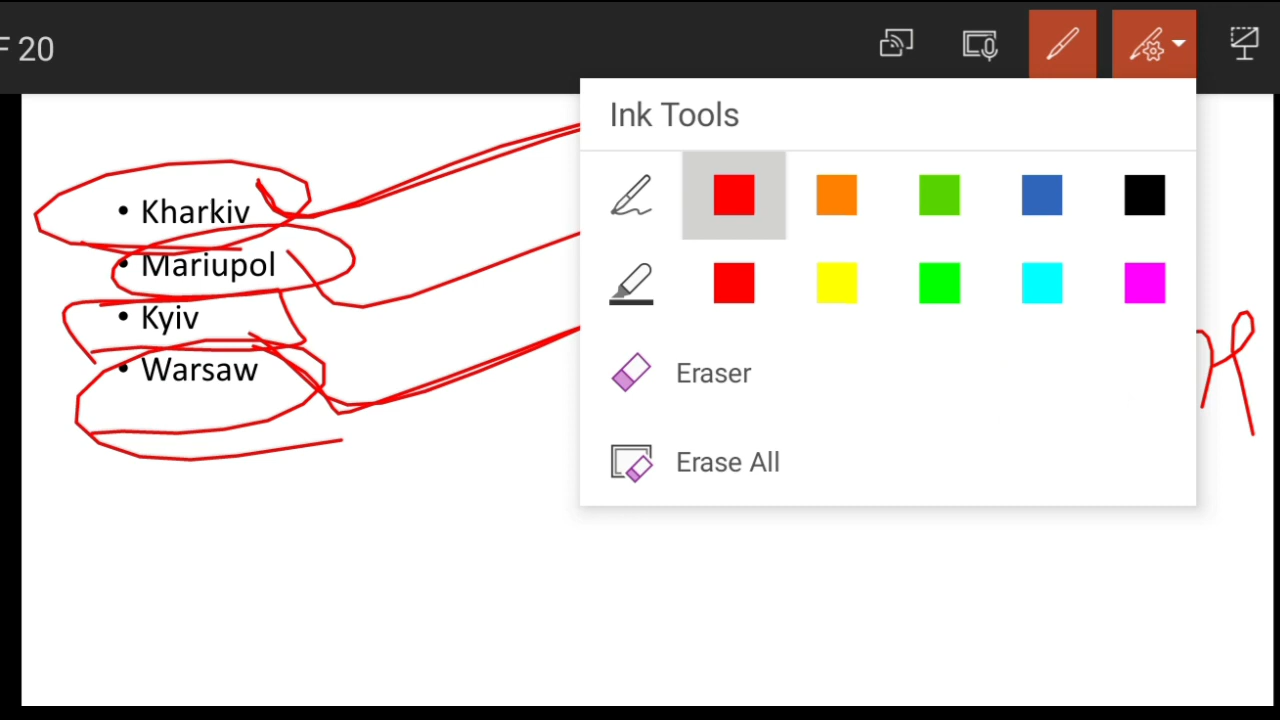 F 20
Ink Tools
• Kharkiv
• Mariupol
• Kyiv
• Warsaw
Eraser
Erase All